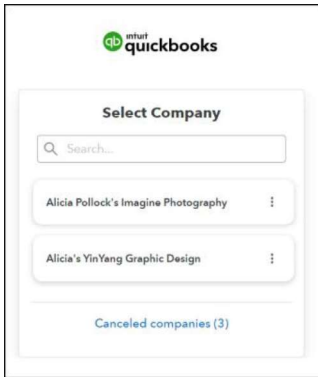 intuit
quickbooks
Select Company
Search...
Alicia Pollock's Imagine Photography
Alicia's YinYang Graphic Design
Canceled companies (3)